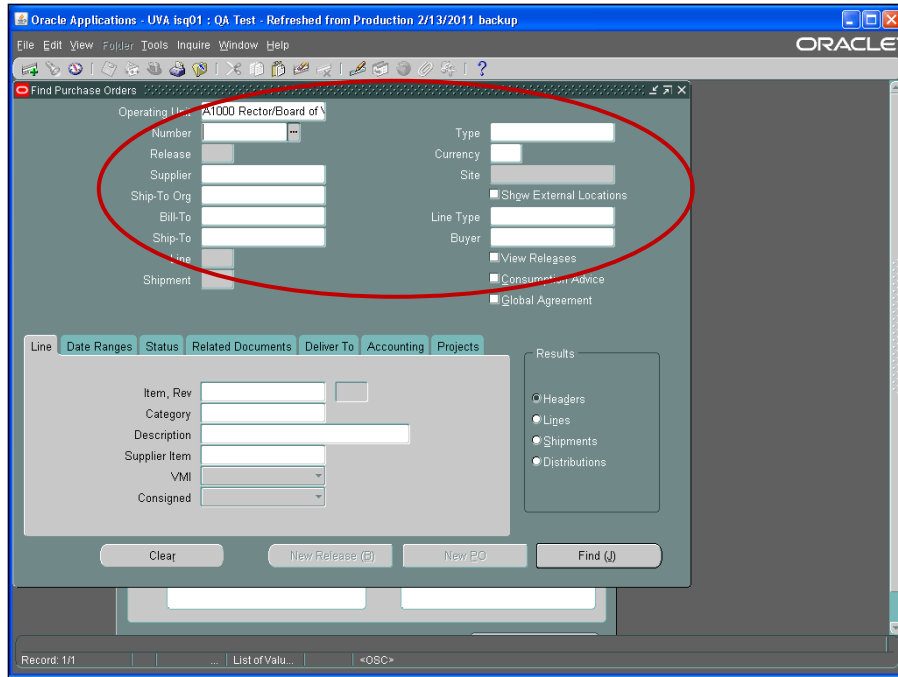 Oracle Applications - UVA isq01 : QA Test - Refreshed from Production 2/13/2011 backup
File Edit View Folder Tools Inquire Window Help
ORACLE
Find Purchase Orders
Operating Unit A1000 Rector/Board of V
Number
Type
Release
Currency
Supplier
Site
Ship-To Org
Show External Locations
Bill-To
Line Type
Ship-To
Buyer
Line
View Releases
Shipment
Consumption Advice
Global Agreement
Line Date Ranges Status Related Documents Deliver To Accounting Projects
Results
Item, Rev
Headers
Category
Lines
Description
Shipments
Supplier Item
Distributions
VMI
Consigned
Clear New Release (B) New PO Find (J)
Record: 1/1 ... List of Valu... <OSC>